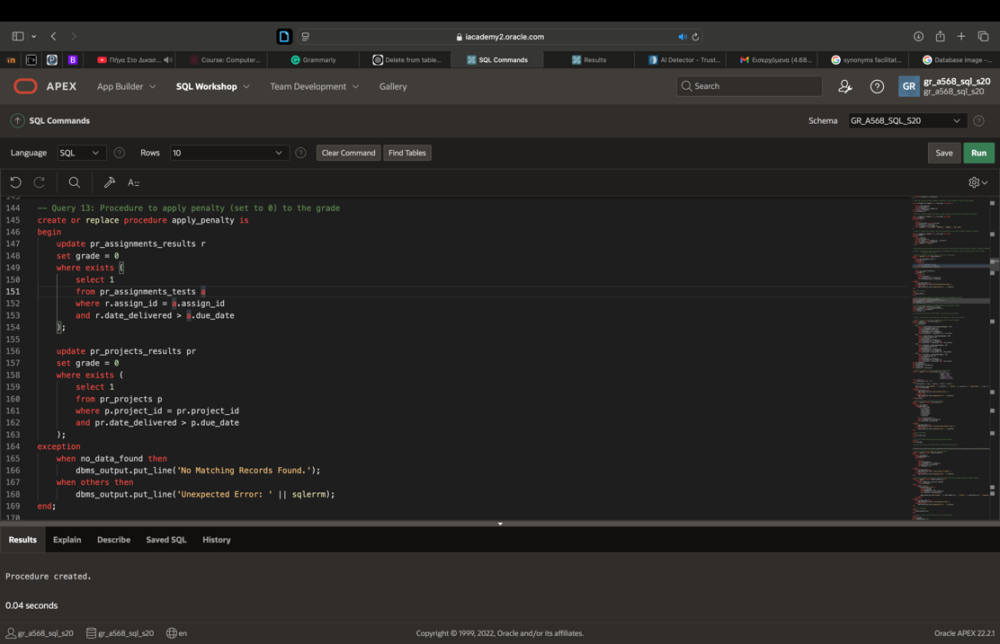 iacademy2.oracle.com
in
B
Πήγα Στο Δικασ...
Course: Computer...
Grammarly
Delete from table...
SQL Commands
Results
AI Detector - Trust...
Εισερχόμενα (4.68...
synonyms facilitat...
Database image -...
APEX
App Builder
SQL Workshop
Team Development
Gallery
Search
GR
gr_a568_sql_s20
gr_a568_sql_s20
SQL Commands
Schema
GR_A568_SQL_S20
Language
SQL
Rows
10
Clear Command
Find Tables
Save
Run
143
144 -- Query 13: Procedure to apply penalty (set to 0) to the grade
145 create or replace procedure apply_penalty is
146 begin
147 update pr_assignments_results r
148 set grade = 0
149 where exists (
150 select 1
151 from pr_assignments_tests a
152 where r.assign_id = a.assign_id
153 and r.date_delivered > a.due_date
154 );
155
156 update pr_projects_results pr
157 set grade = 0
158 where exists (
159 select 1
160 from pr_projects p
161 where p.project_id = pr.project_id
162 and pr.date_delivered > p.due_date
163 );
164 exception
165 when no_data_found then
166 dbms_output.put_line('No Matching Records Found.');
167 when others then
168 dbms_output.put_line('Unexpected Error: ' || sqlerrm);
169 end;
170
Results
Explain
Describe
Saved SQL
History
Procedure created.
0.04 seconds
gr_a568_sql_s20
gr_a568_sql_s20
en
Copyright © 1999, 2022, Oracle and/or its affiliates.
Oracle APEX 22.2.1